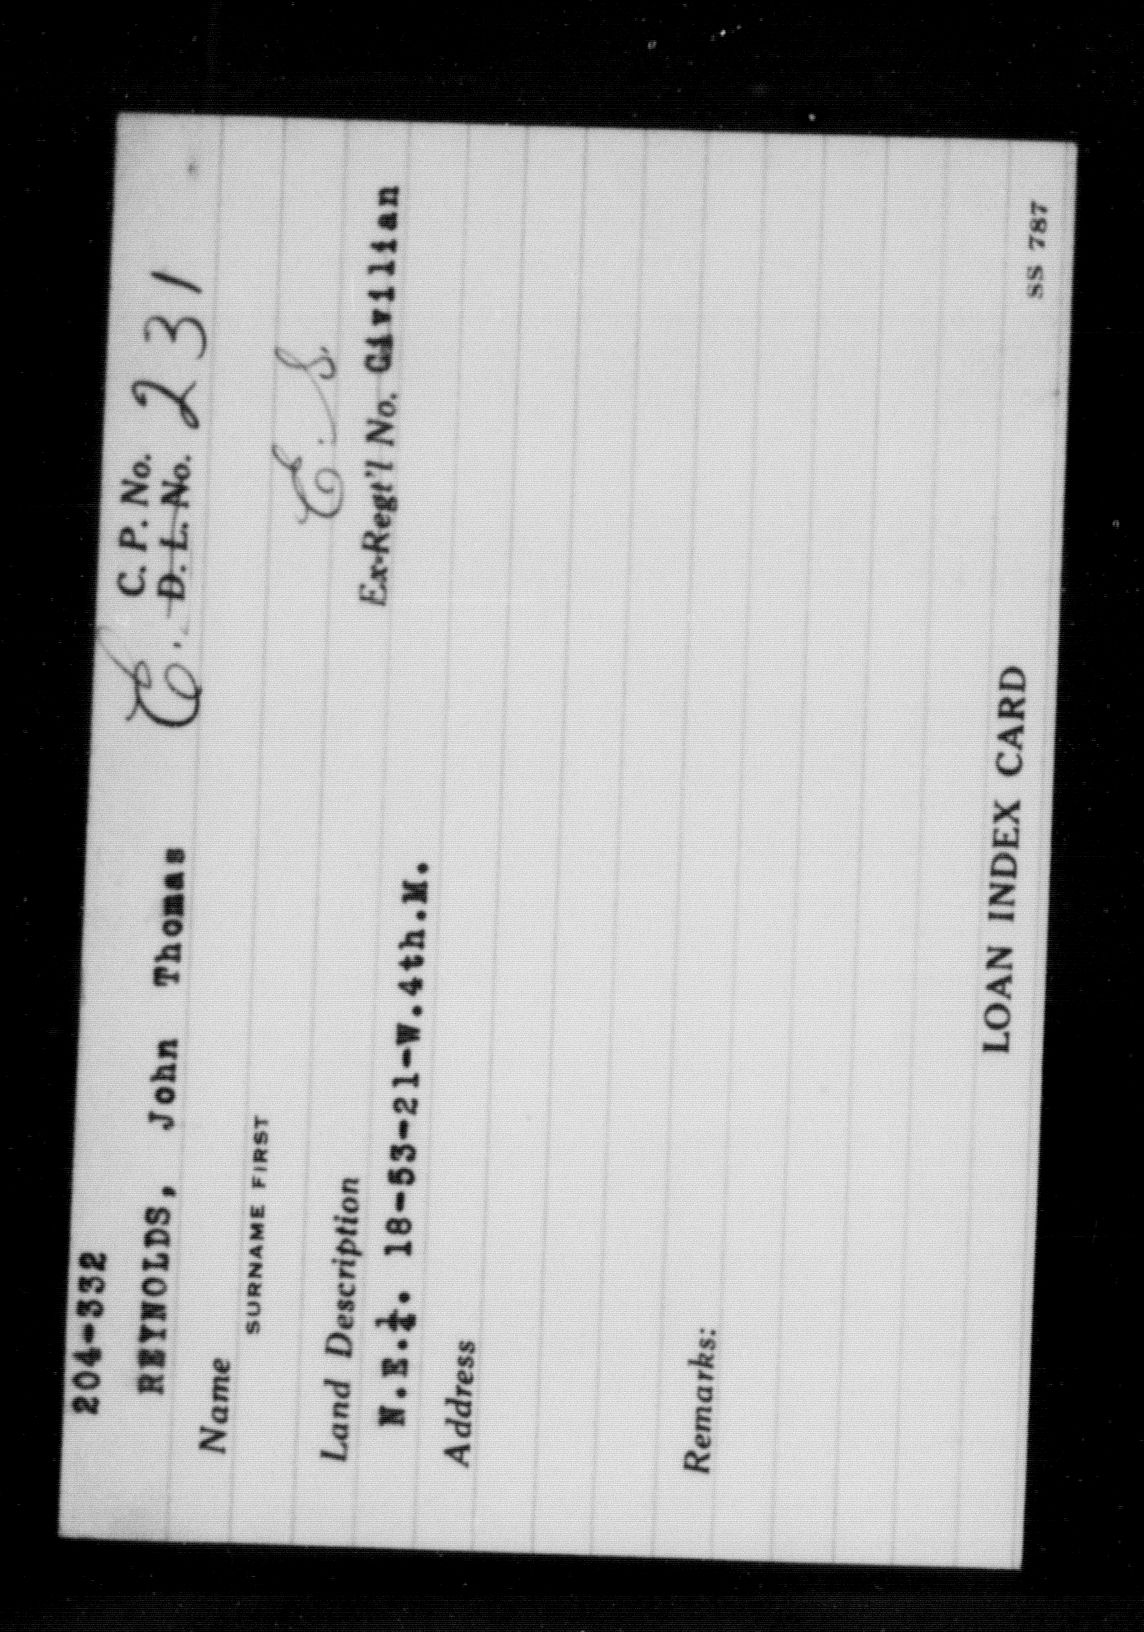 204-332
C. P. No.
E. D. L. No. 231
REYNOLDS, John Thomas
Name
SURNAME FIRST
E. S.
Land Description
Ex-Regt'l No. Civilian
N.E.¼. 18-53-21-W.4th.M.
Address
Remarks:
LOAN INDEX CARD
SS 787